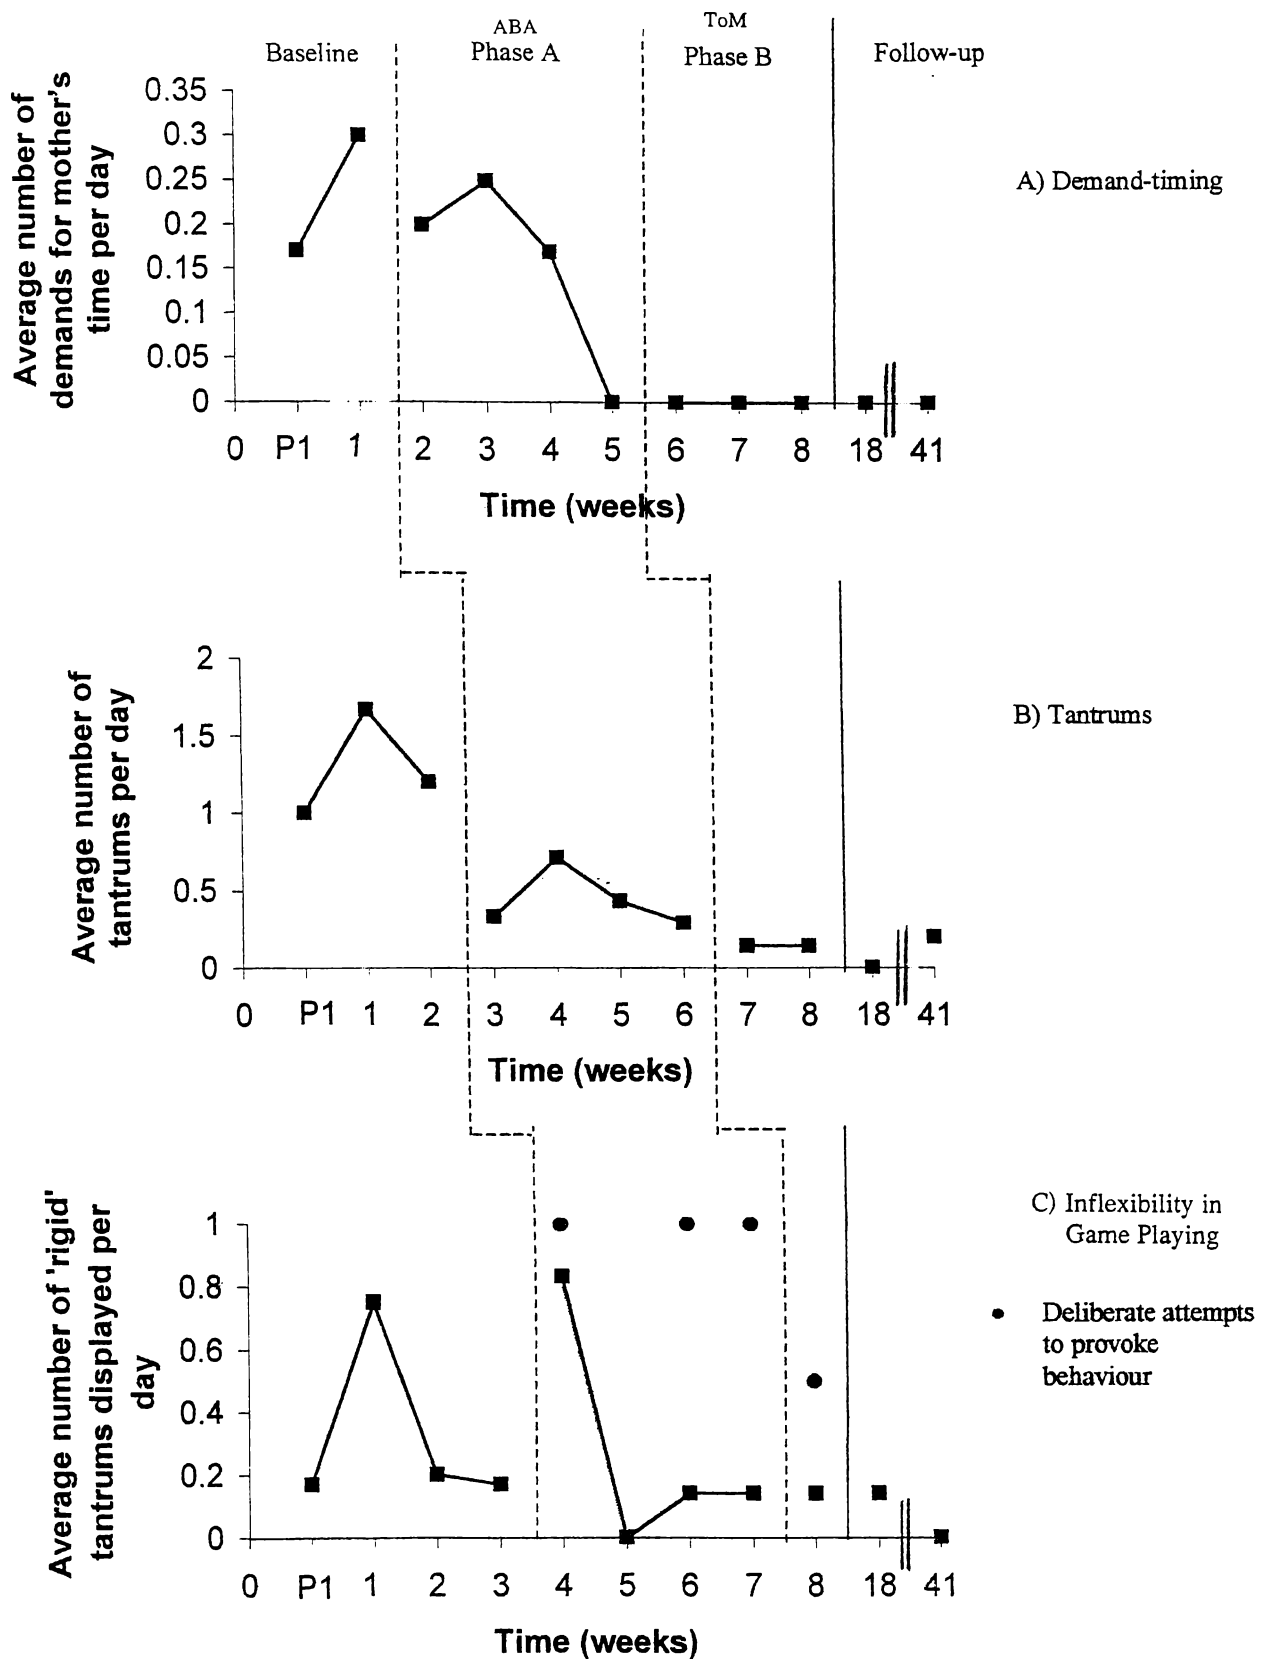 Baseline
ABA
Phase A
ToM
Phase B
Follow-up
Average number of
demands for mother's
time per day
0.35
0.3
0.25
0.2
0.15
0.1
0.05
0
A) Demand-timing
0 P1 1 2 3 4 5 6 7 8 18 41
Time (weeks)
Average number of
tantrums per day
2
1.5
1
0.5
0
B) Tantrums
0 P1 1 2 3 4 5 6 7 8 18 41
Time (weeks)
Average number of 'rigid'
tantrums displayed per
day
1
0.8
0.6
0.4
0.2
0
C) Inflexibility in
Game Playing
● Deliberate attempts
to provoke
behaviour
0 P1 1 2 3 4 5 6 7 8 18 41
Time (weeks)